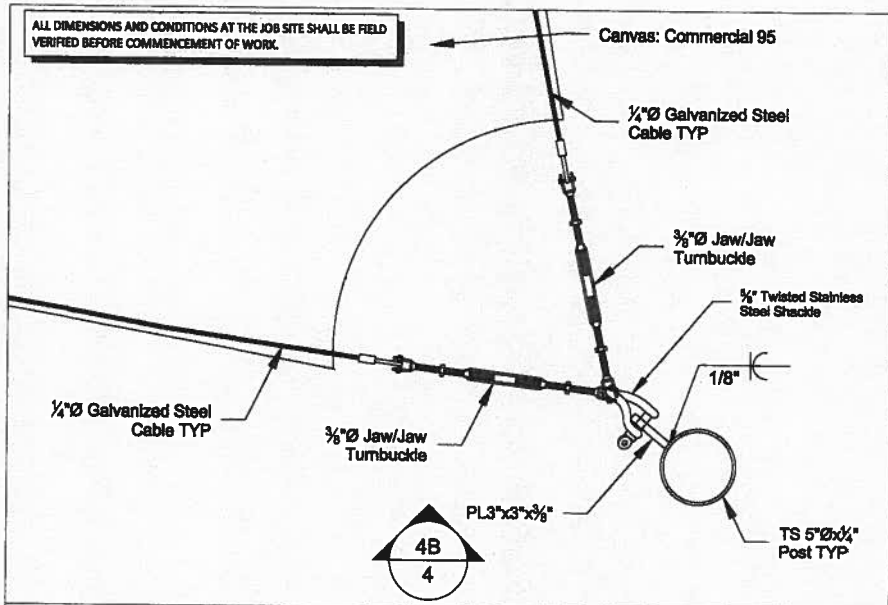 ALL DIMENSIONS AND CONDITIONS AT THE JOB SITE SHALL BE FIELD
VERIFIED BEFORE COMMENCEMENT OF WORK.
Canvas: Commercial 95
¼"Ø Galvanized Steel
Cable TYP
⅜"Ø Jaw/Jaw
Turnbuckle
⅝" Twisted Stainless
Steel Shackle
1/8"
¼"Ø Galvanized Steel
Cable TYP
⅜"Ø Jaw/Jaw
Turnbuckle
PL3"x3"x⅜"
TS 5"Øx¼"
Post TYP
4B
4